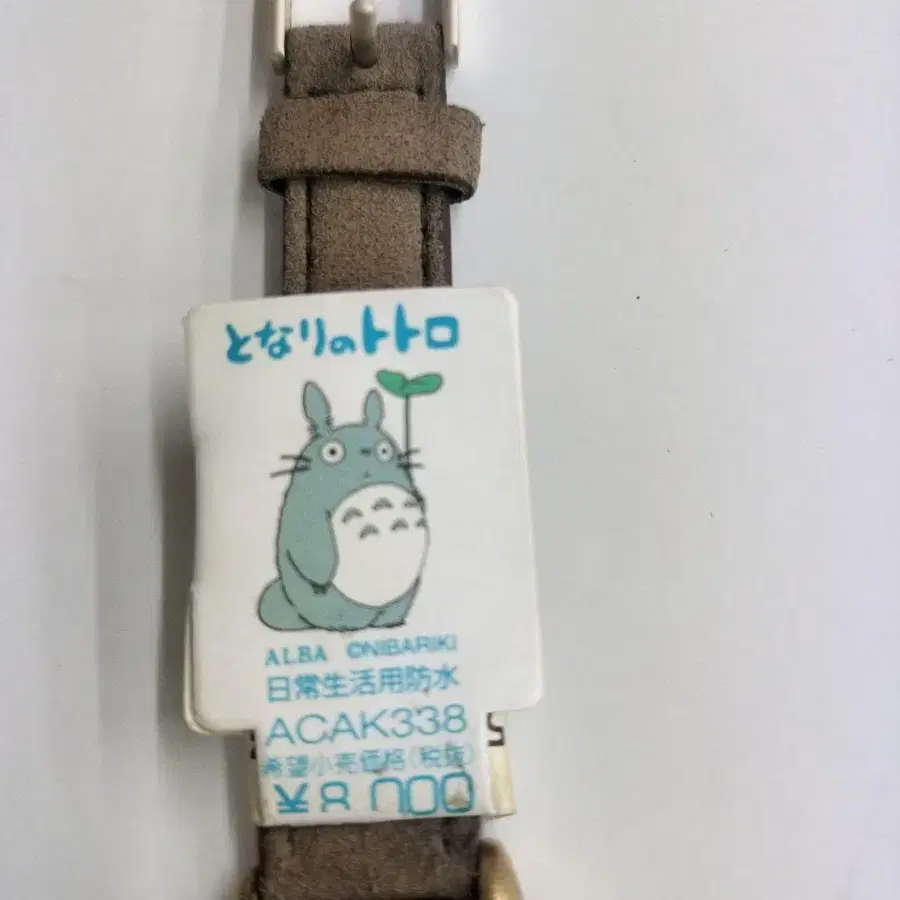 となりのトトロ
ALBA ©NIBARIKI
日常生活用防水
ACAK338
希望小売価格(税抜)
¥8,000